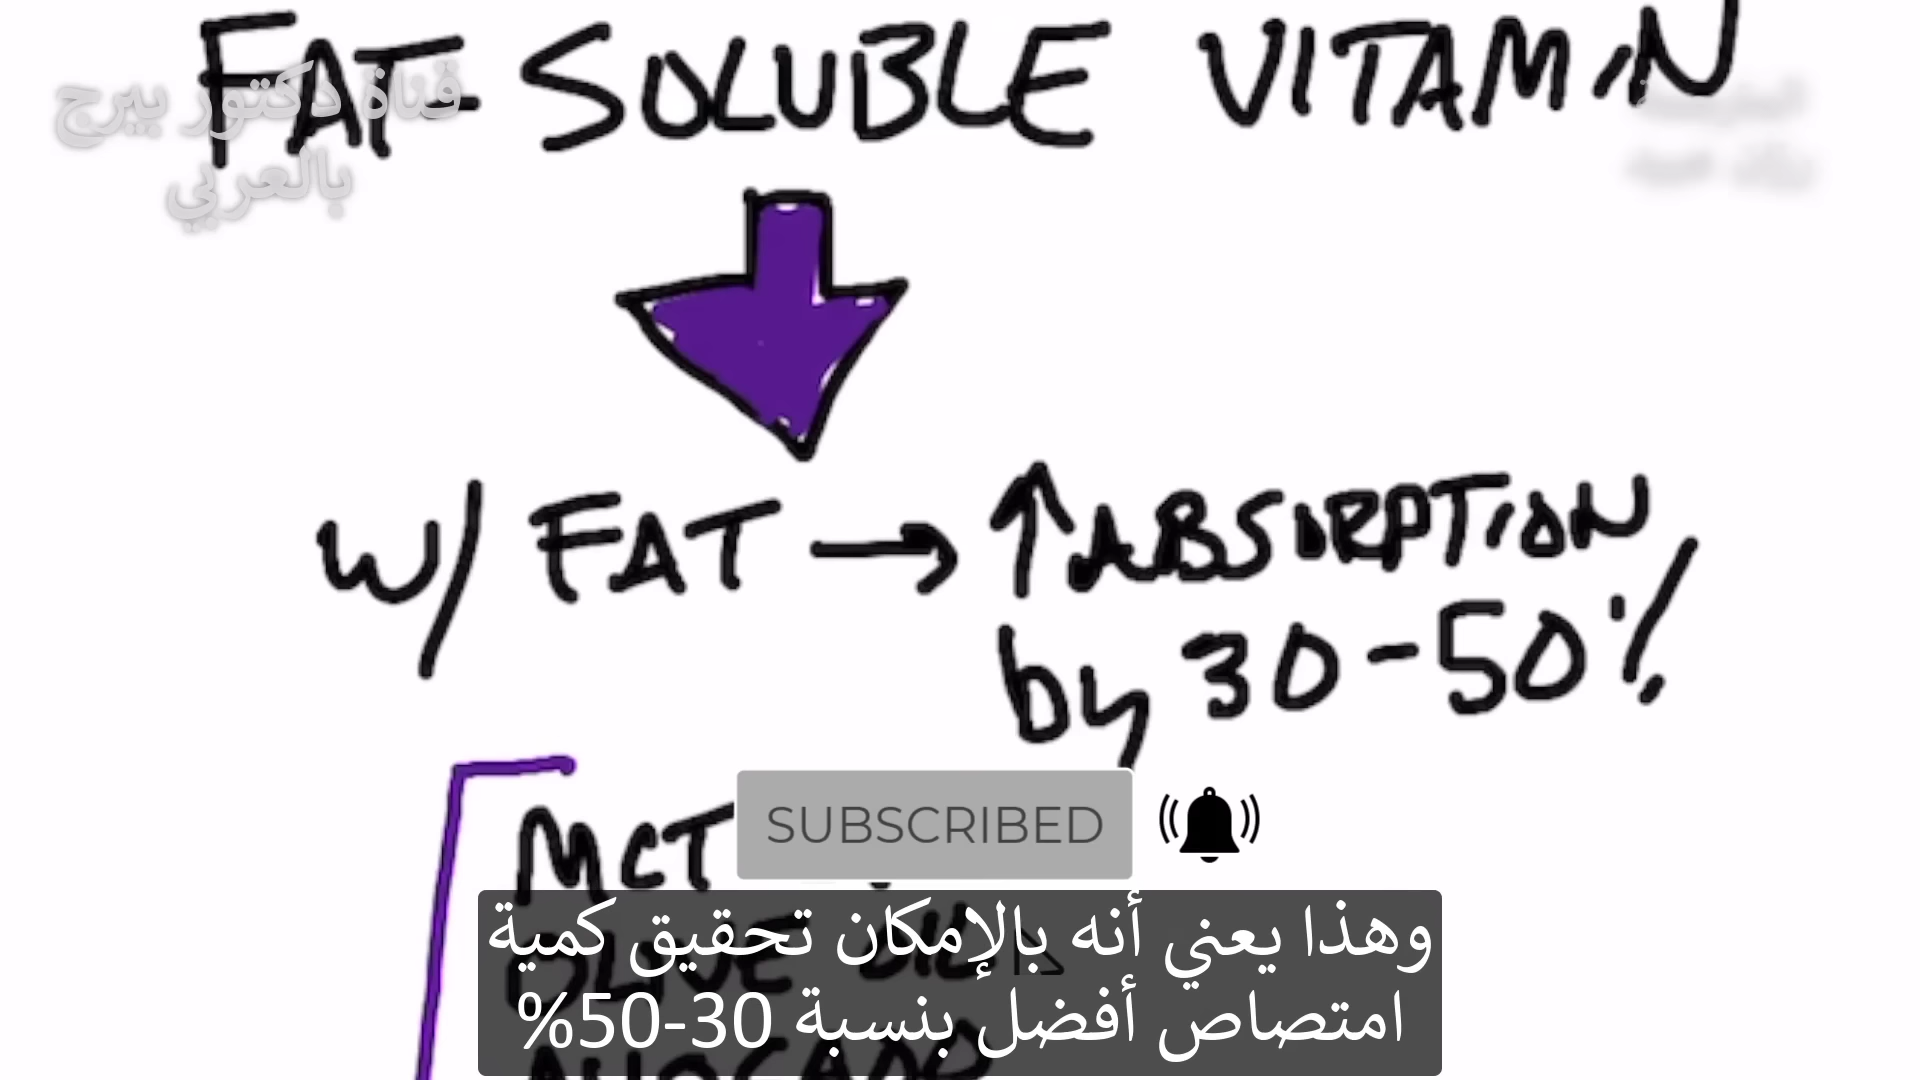 FAT-SOLUBLE VITAMIN
قناة دكتور بيرج
بالعربي
W/ FAT → ↑ABSORPTION
by 30-50%
MCT
SUBSCRIBED
OLIVE OIL
AVOCADO
وهذا يعني أنه بالإمكان تحقيق كمية
امتصاص أفضل بنسبة 30-50%